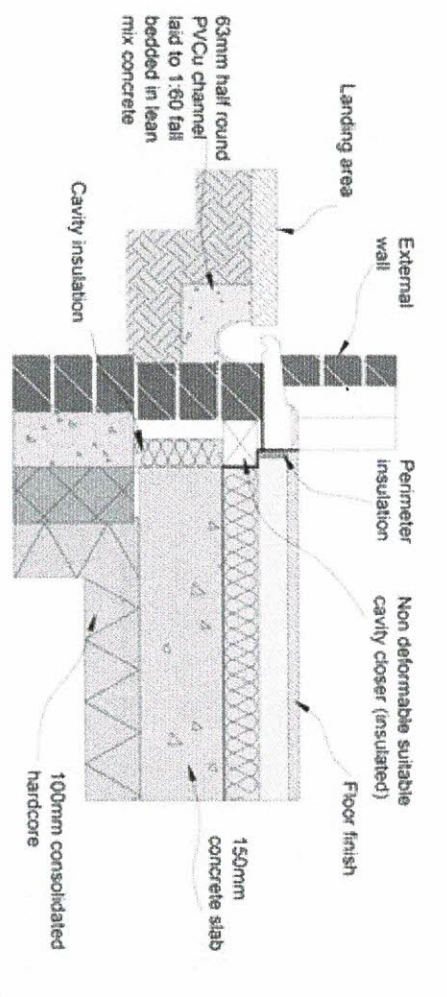 Landing area
External
wall
Perimeter
insulation
Non deformable suitable
cavity closer (insulated)
Floor finish
63mm half round
PVCu channel
laid to 1:60 fall
bedded in lean
mix concrete
Cavity insulation
100mm consolidated
hardcore
150mm
concrete slab